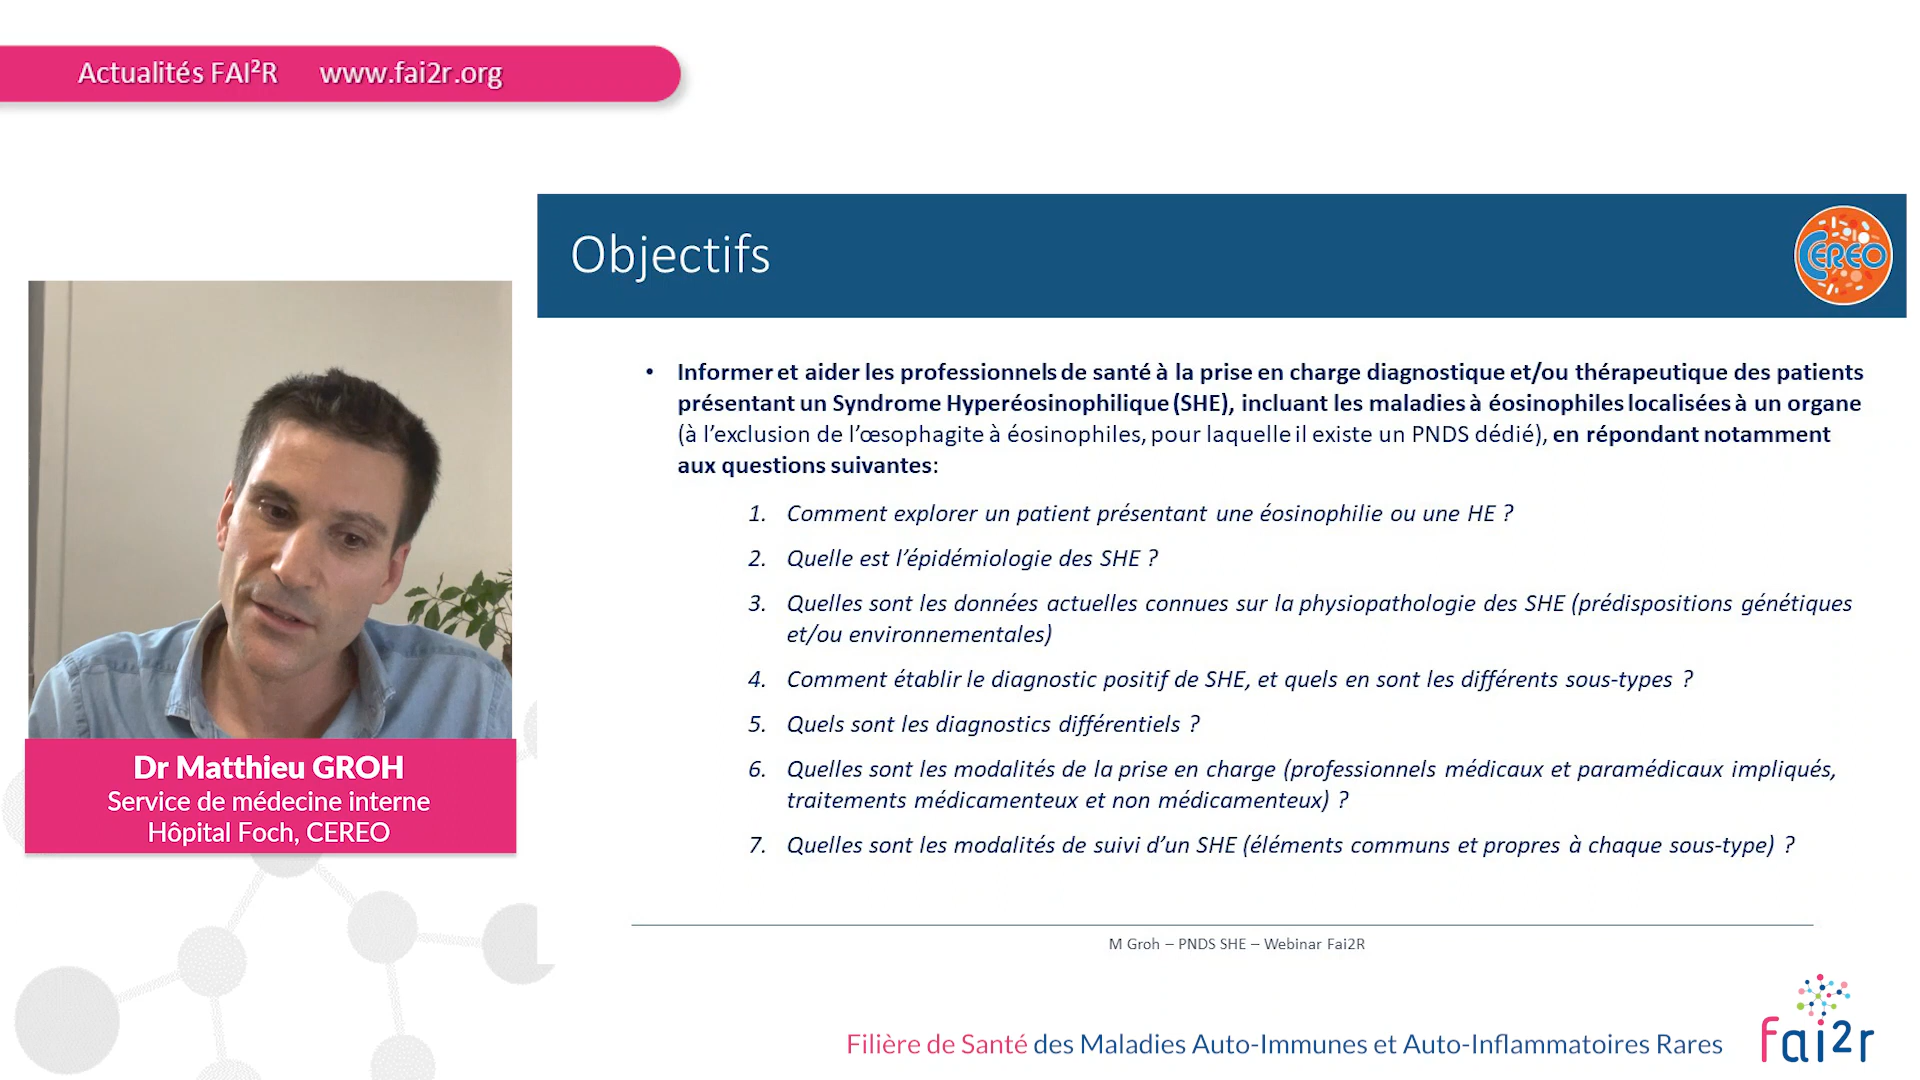 Actualités FAI²R www.fai2r.org
Objectifs
CEREO
• Informer et aider les professionnels de santé à la prise en charge diagnostique et/ou thérapeutique des patients
présentant un Syndrome Hyperéosinophilique (SHE), incluant les maladies à éosinophiles localisées à un organe
(à l’exclusion de l’œsophagite à éosinophiles, pour laquelle il existe un PNDS dédié), en répondant notamment
aux questions suivantes:
1. Comment explorer un patient présentant une éosinophilie ou une HE ?
2. Quelle est l’épidémiologie des SHE ?
3. Quelles sont les données actuelles connues sur la physiopathologie des SHE (prédispositions génétiques
et/ou environnementales)
4. Comment établir le diagnostic positif de SHE, et quels en sont les différents sous-types ?
5. Quels sont les diagnostics différentiels ?
6. Quelles sont les modalités de la prise en charge (professionnels médicaux et paramédicaux impliqués,
traitements médicamenteux et non médicamenteux) ?
7. Quelles sont les modalités de suivi d’un SHE (éléments communs et propres à chaque sous-type) ?
Dr Matthieu GROH
Service de médecine interne
Hôpital Foch, CEREO
M Groh – PNDS SHE – Webinar Fai2R
Filière de Santé des Maladies Auto-Immunes et Auto-Inflammatoires Rares
fai2r